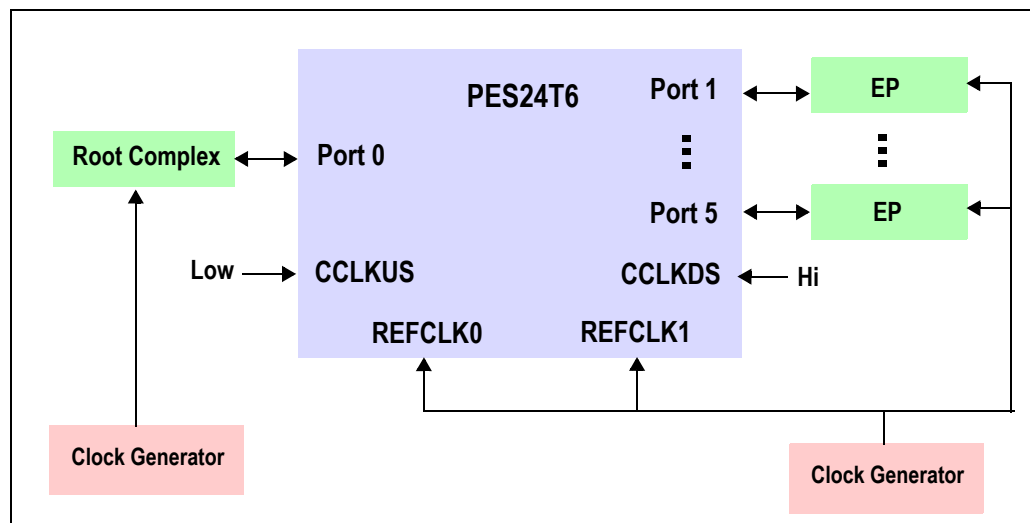 PES24T6
Port 1
EP
Root Complex
Port 0
Port 5
EP
Low
CCLKUS
CCLKDS
Hi
REFCLK0
REFCLK1
Clock Generator
Clock Generator